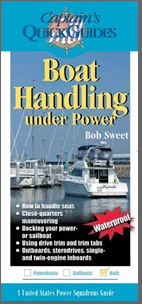 Captain's
QUICKGUIDES
Boat
Handling
under Power
Bob Sweet
• How to handle seas
• Close-quarters
maneuvering
• Docking your power-
or sailboat
• Using drive trim and trim tabs
• Outboards, sterndrives, single-
and twin-engine inboards
Waterproof
Powerboats Sailboats Both
A United States Power Squadrons Guide